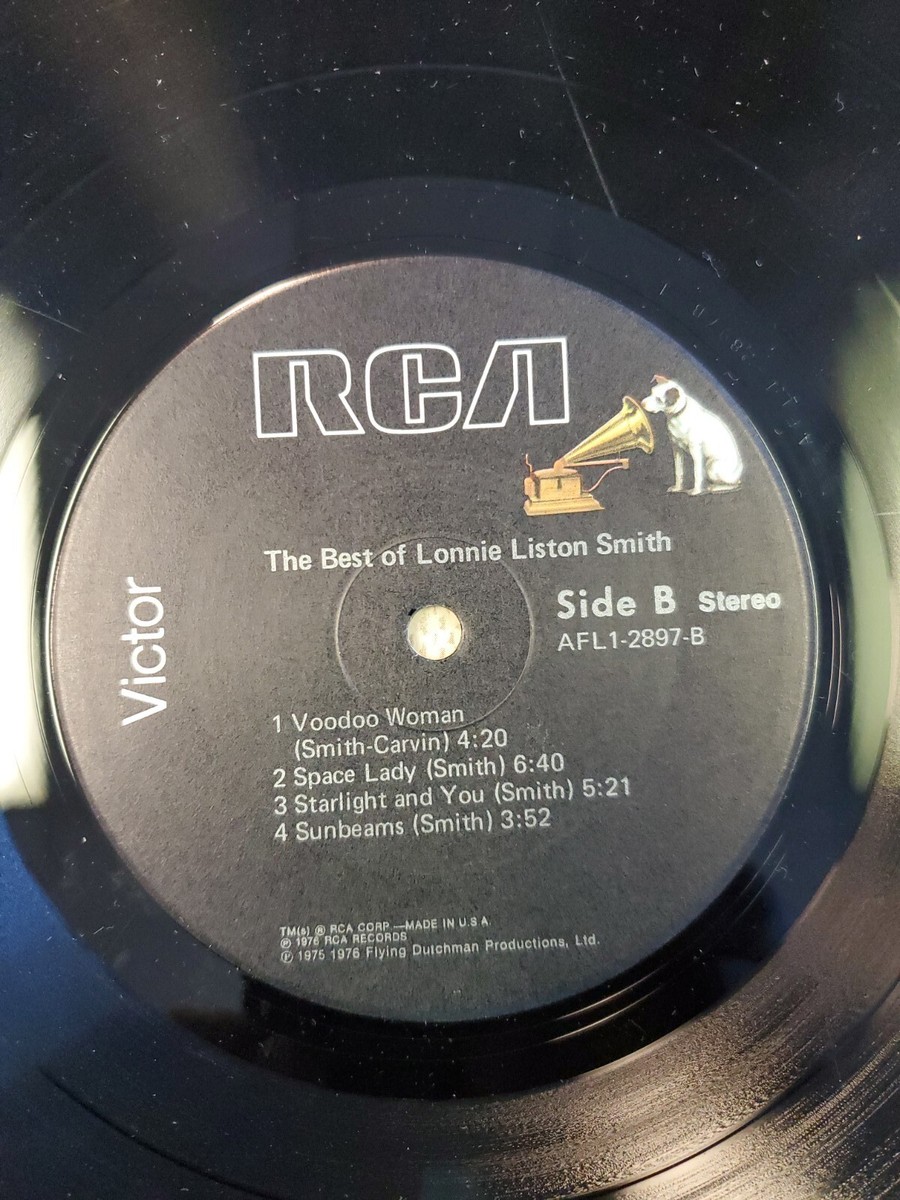 RCA
The Best of Lonnie Liston Smith
Victor
Side B Stereo
AFL1-2897-B
1 Voodoo Woman
(Smith-Carvin) 4:20
2 Space Lady (Smith) 6:40
3 Starlight and You (Smith) 5:21
4 Sunbeams (Smith) 3:52
TM(s) ® RCA CORP.—MADE IN U.S.A.
℗ 1976 RCA RECORDS
℗ 1975 1976 Flying Dutchman Productions, Ltd.